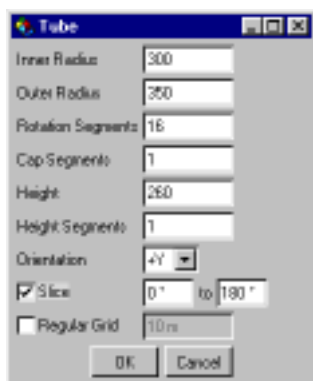 Tube
Inner Radius 300
Outer Radius 350
Rotation Segments 16
Cap Segments 1
Height 260
Height Segments 1
Orientation +Y
Slice 0 ° to 180 °
Regular Grid 10 m
OK Cancel